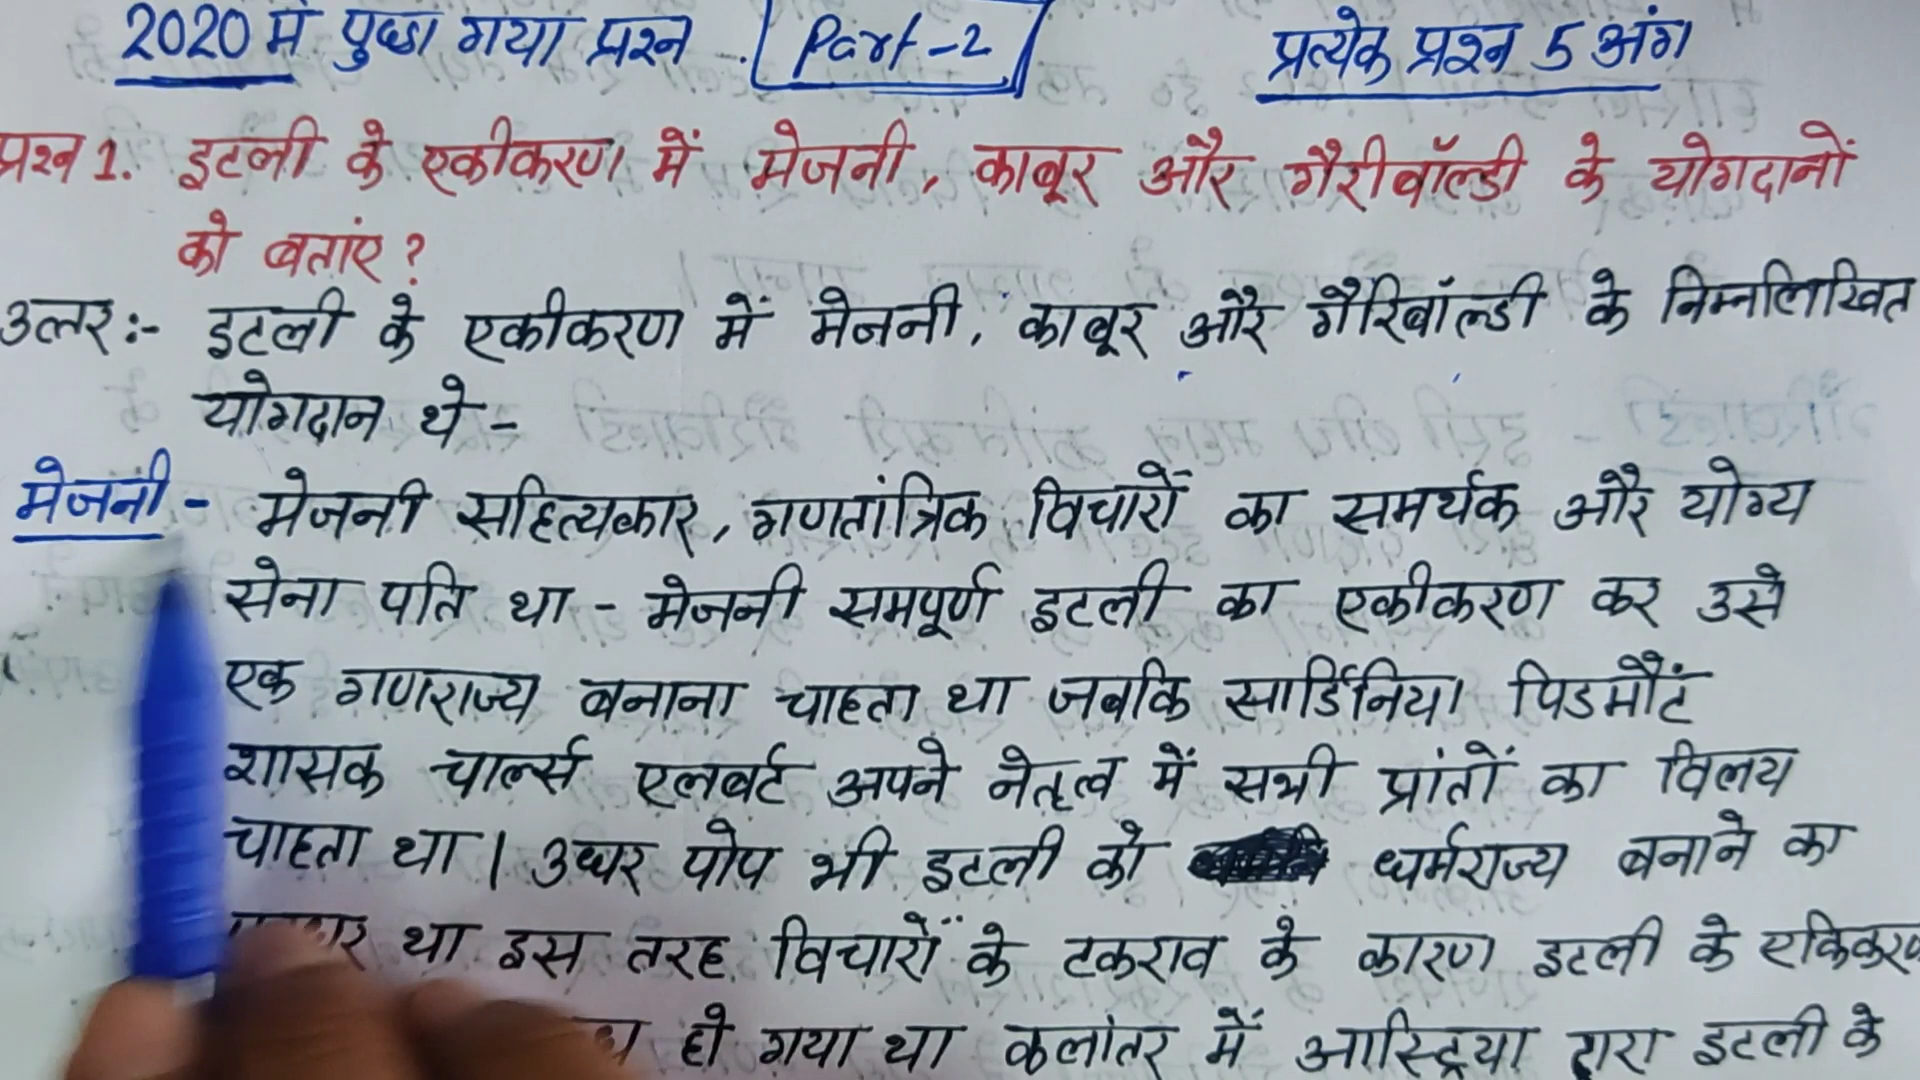 2020 में पुछा गया प्रश्न Part-2 प्रत्येक प्रश्न 5 अंग
प्रश्न 1. इटली के एकीकरण में मेजनी, काबूर और गैरीबॉल्डी के योगदानों
को बताएं?
उत्तर:- इटली के एकीकरण में मेजनी, काबूर और गैरिबॉल्डी के निम्नलिखित
योगदान थे -
मेजनी - मेजनी सहित्यकार, गणतांत्रिक विचारों का समर्थक और योग्य
सेना पति था - मेजनी समपूर्ण इटली का एकीकरण कर उसे
एक गणराज्य बनाना चाहता था जबकि सार्डिनिया पिडमौंट
शासक चार्ल्स एलबर्ट अपने नेतृत्व में सभी प्रांतों का विलय
चाहता था। उधर पोप भी इटली को धर्मराज्य बनाने का
था इस तरह विचारों के टकराव के कारण इटली के एकिकरण
हो गया था कलांतर में आस्ट्रिया द्वारा इटली के